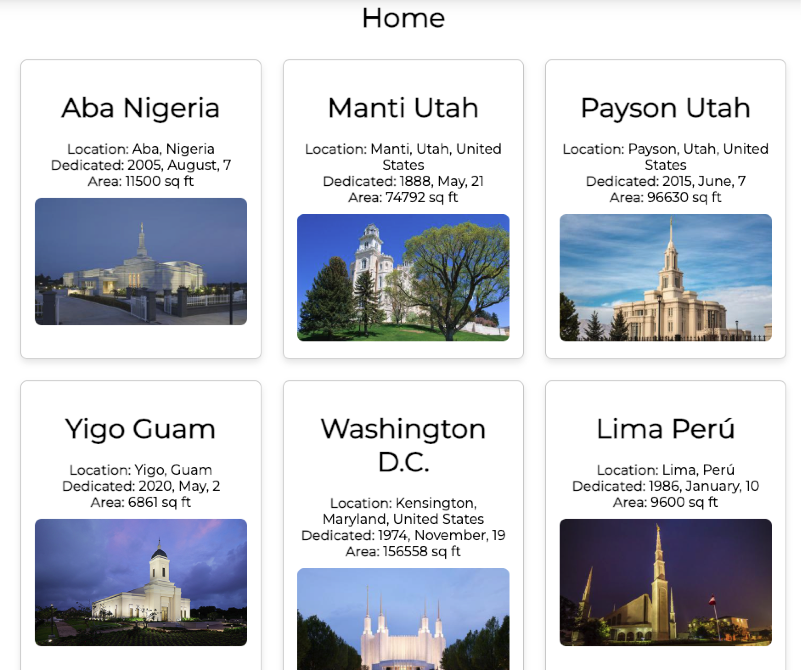 Home
Aba Nigeria
Location: Aba, Nigeria
Dedicated: 2005, August, 7
Area: 11500 sq ft
Manti Utah
Location: Manti, Utah, United
States
Dedicated: 1888, May, 21
Area: 74792 sq ft
Payson Utah
Location: Payson, Utah, United
States
Dedicated: 2015, June, 7
Area: 96630 sq ft
Yigo Guam
Location: Yigo, Guam
Dedicated: 2020, May, 2
Area: 6861 sq ft
Washington
D.C.
Location: Kensington,
Maryland, United States
Dedicated: 1974, November, 19
Area: 156558 sq ft
Lima Perú
Location: Lima, Perú
Dedicated: 1986, January, 10
Area: 9600 sq ft